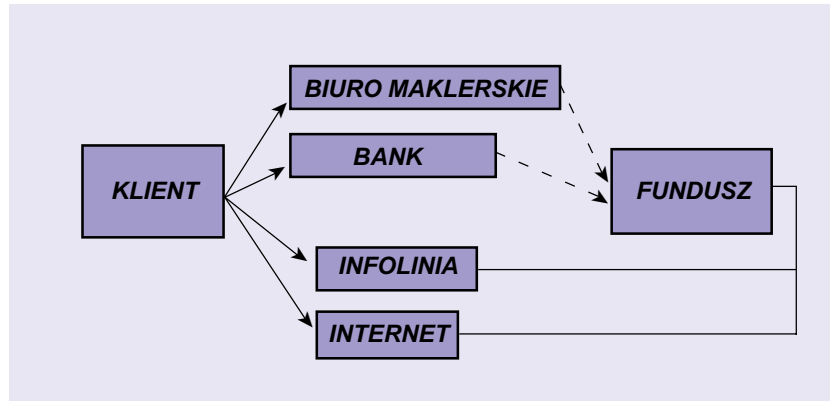 BIURO MAKLERSKIE
BANK
KLIENT
FUNDUSZ
INFOLINIA
INTERNET